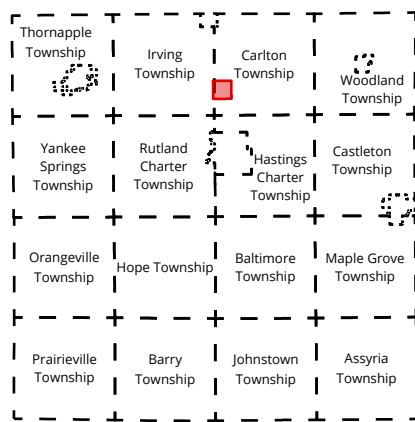 Thornapple
Township
Irving
Township
Carlton
Township
Woodland
Township
Yankee
Springs
Township
Rutland
Charter
Township
Hastings
Charter
Township
Castleton
Township
Orangeville
Township
Hope Township
Baltimore
Township
Maple Grove
Township
Prairieville
Township
Barry
Township
Johnstown
Township
Assyria
Township